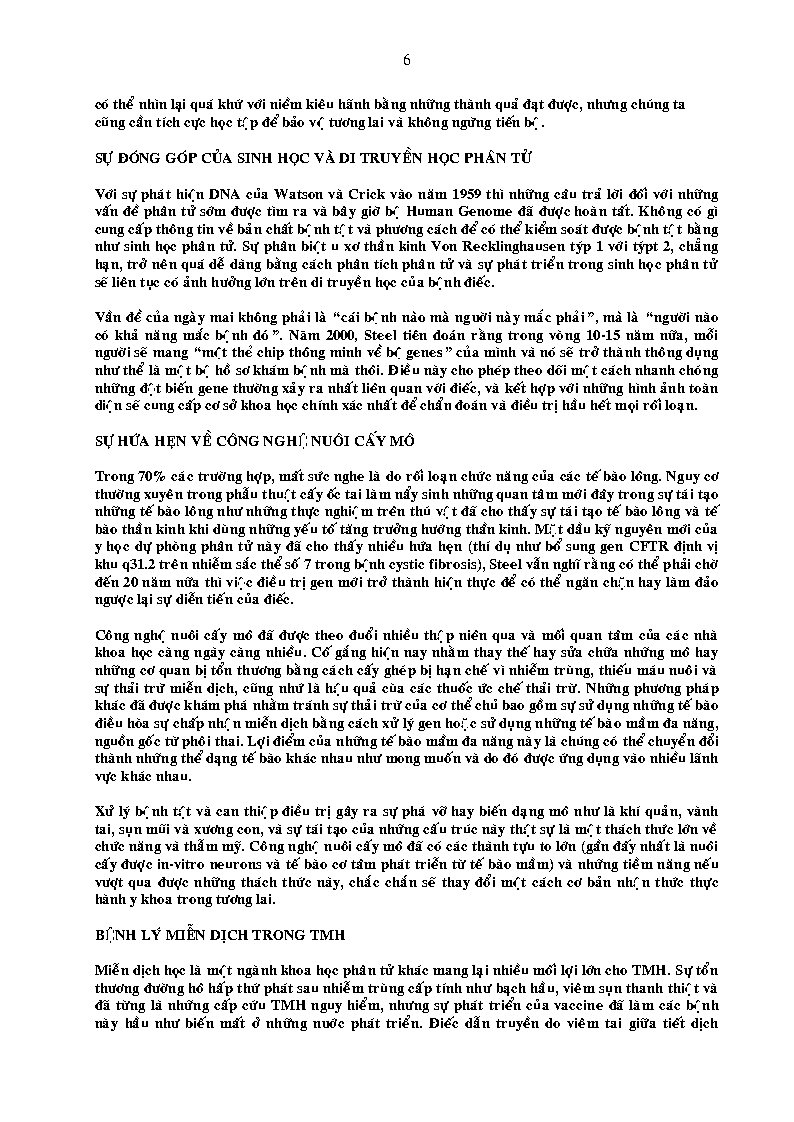 6
có thể nhìn lại quá khứ với niềm kiêu hãnh bằng những thành quả đạt được, nhưng chúng ta
cũng cần tích cực học tập để bảo vệ tương lai và không ngừng tiến bộ.
SỰ ĐÓNG GÓP CỦA SINH HỌC VÀ DI TRUYỀN HỌC PHÂN TỬ
Với sự phát hiện DNA của Watson và Crick vào năm 1959 thì những câu trả lời đối với những
vấn đề phân tử sớm được tìm ra và bây giờ bộ Human Genome đã được hoàn tất. Không có gì
cung cấp thông tin về bản chất bệnh tật và phương cách để có thể kiểm soát được bệnh tật bằng
như sinh học phân tử. Sự phân biệt u xơ thần kinh Von Recklinghausen týp 1 với týpt 2, chẳng
hạn, trở nên quá dễ dàng bằng cách phân tích phân tử và sự phát triển trong sinh học phân tử
sẽ liên tục có ảnh hưởng lớn trên di truyền học của bệnh điếc.
Vấn đề của ngày mai không phải là “cái bệnh nào mà người này mắc phải”, mà là “người nào
có khả năng mắc bệnh đó”. Năm 2000, Steel tiên đoán rằng trong vòng 10-15 năm nữa, mỗi
người sẽ mang “một thẻ chip thông minh về bộ genes” của mình và nó sẽ trở thành thông dụng
như thể là một bộ hồ sơ khám bệnh mà thôi. Điều này cho phép theo dõi một cách nhanh chóng
những đột biến gene thường xảy ra nhất liên quan với điếc, và kết hợp với những hình ảnh toàn
diện sẽ cung cấp cơ sở khoa học chính xác nhất để chẩn đoán và điều trị hầu hết mọi rối loạn.
SỰ HỨA HẸN VỀ CÔNG NGHỆ NUÔI CẤY MÔ
Trong 70% các trường hợp, mất sức nghe là do rối loạn chức năng của các tế bào lông. Nguy cơ
thường xuyên trong phẫu thuật cấy ốc tai làm nẩy sinh những quan tâm mới đây trong sự tái tạo
những tế bào lông như những thực nghiệm trên thú vật đã cho thấy sự tái tạo tế bào lông và tế
bào thần kinh khi dùng những yếu tố tăng trưởng hướng thần kinh. Mặt dầu kỹ nguyên mới của
y học dự phòng phân tử này đã cho thấy nhiều hứa hẹn (thí dụ như bổ sung gen CFTR định vị
khu q31.2 trên nhiễm sắc thể số 7 trong bệnh cystic fibrosis), Steel vẫn nghĩ rằng có thể phải chờ
đến 20 năm nữa thì việc điều trị gen mới trở thành hiện thực để có thể ngăn chặn hay làm đảo
ngược lại sự diễn tiến của điếc.
Công nghệ nuôi cấy mô đã được theo đuổi nhiều thập niên qua và mối quan tâm của các nhà
khoa học càng ngày càng nhiều. Cố gắng hiện nay nhằm thay thế hay sửa chữa những mô hay
những cơ quan bị tổn thương bằng cách cấy ghép bị hạn chế vì nhiễm trùng, thiếu máu nuôi và
sự thải trừ miễn dịch, cũng như là hậu quả của các thuốc ức chế thải trừ. Những phương pháp
khác đã được khám phá nhằm tránh sự thải trừ của cơ thể chủ bao gồm sự sử dụng những tế bào
điều hòa sự chấp nhận miễn dịch bằng cách xử lý gen hoặc sử dụng những tế bào mầm đa năng,
nguồn gốc từ phôi thai. Lợi điểm của những tế bào mầm đa năng này là chúng có thể chuyển đổi
thành những thể dạng tế bào khác nhau như mong muốn và do đó được ứng dụng vào nhiều lãnh
vực khác nhau.
Xử lý bệnh tật và can thiệp điều trị gây ra sự phá vỡ hay biến dạng mô như là khí quản, vành
tai, sụn mũi và xương con, và sự tái tạo của những cấu trúc này thật sự là một thách thức lớn về
chức năng và thẫm mỹ. Công nghệ nuôi cấy mô đã có các thành tựu to lớn (gần đấy nhất là nuôi
cấy được in-vitro neurons và tế bào cơ tâm phát triễn từ tế bào mầm) và những tiềm năng nếu
vượt qua được những thách thức này, chắc chắn sẽ thay đổi một cách cơ bản nhận thức thực
hành y khoa trong tương lai.
BỆNH LÝ MIỄN DỊCH TRONG TMH
Miễn dịch học là một ngành khoa học phân tử khác mang lại nhiều mối lợi lớn cho TMH. Sự tổn
thương đường hô hấp thứ phát sau nhiễm trùng cấp tính như bạch hầu, viêm sụn thanh thiệt và
đã từng là những cấp cứu TMH nguy hiểm, nhưng sự phát triển của vaccine đã làm các bệnh
này hầu như biến mất ở những nước phát triển. Điếc dẫn truyền do viêm tai giữa tiết dịch